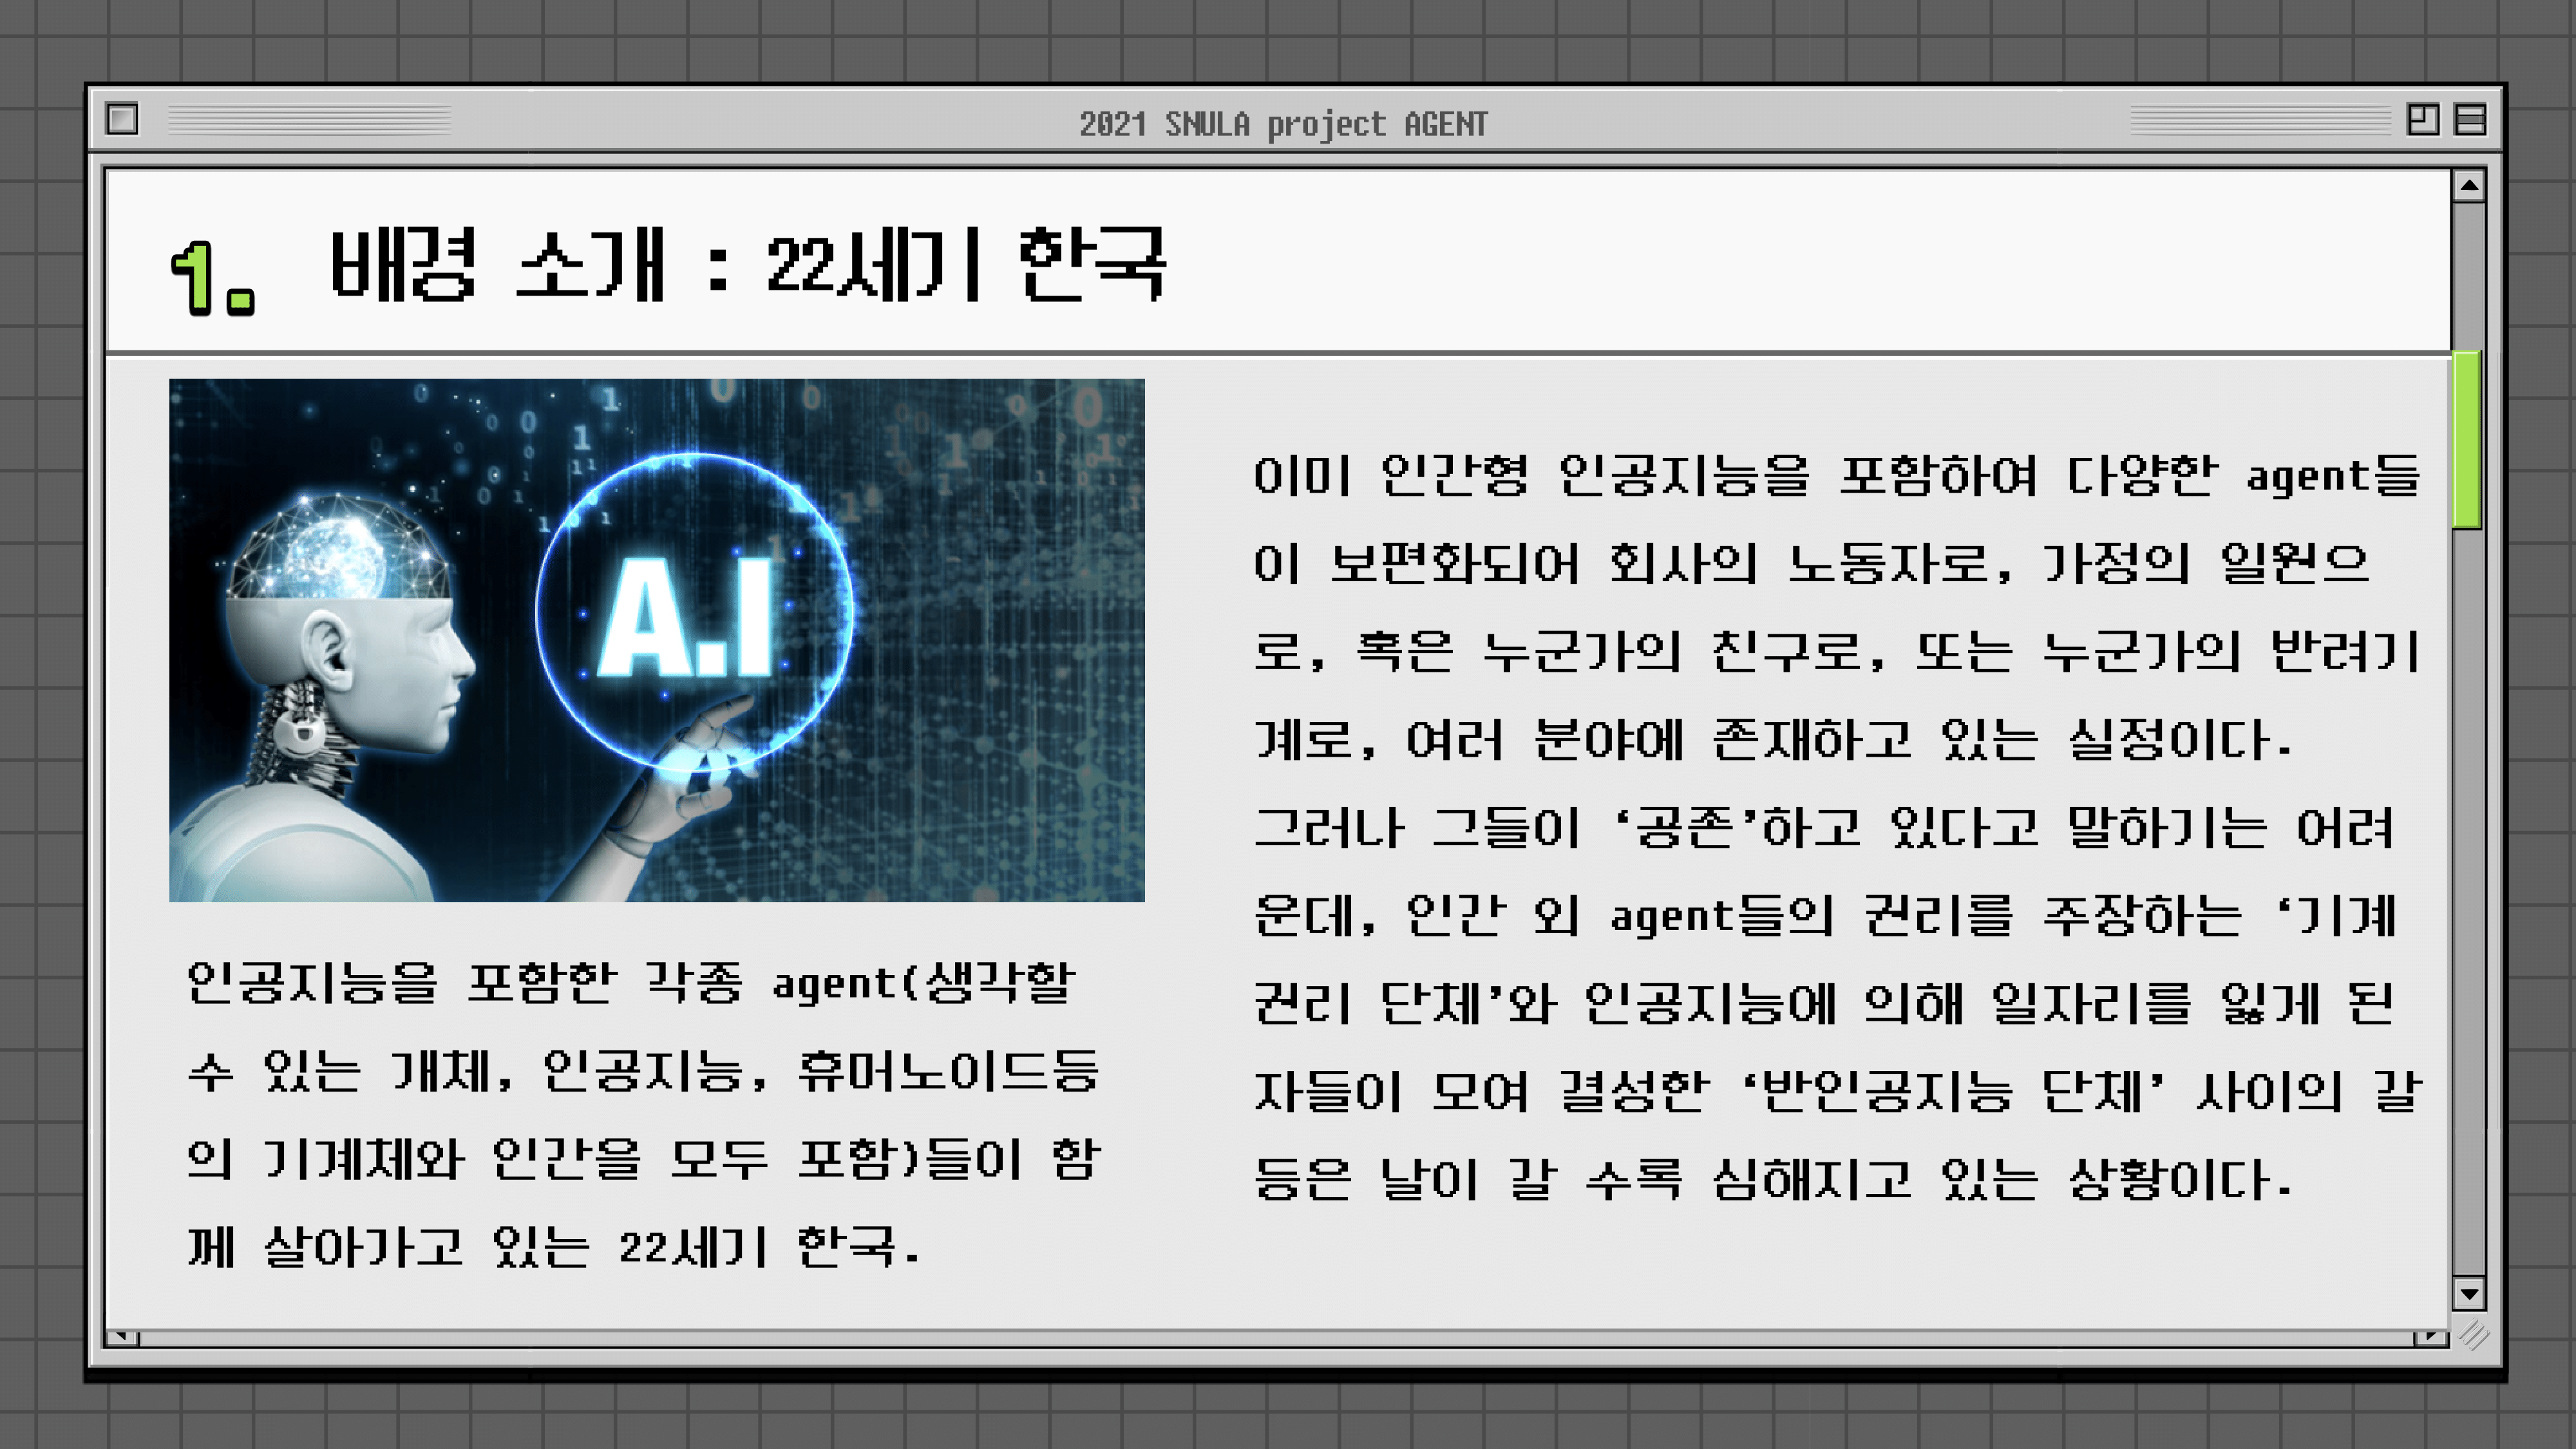 2021 SNULA project AGENT
1. 배경 소개 : 22세기 한국
A.I
인공지능을 포함한 각종 agent(생각할
수 있는 개체, 인공지능, 휴머노이드등
의 기계체와 인간을 모두 포함)들이 함
께 살아가고 있는 22세기 한국.
이미 인간형 인공지능을 포함하여 다양한 agent들
이 보편화되어 회사의 노동자로, 가정의 일원으
로, 혹은 누군가의 친구로, 또는 누군가의 반려기
계로, 여러 분야에 존재하고 있는 실정이다.
그러나 그들이 ‘공존’하고 있다고 말하기는 어려
운데, 인간 외 agent들의 권리를 주장하는 ‘기계
권리 단체’와 인공지능에 의해 일자리를 잃게 된
자들이 모여 결성한 ‘반인공지능 단체’ 사이의 갈
등은 날이 갈 수록 심해지고 있는 상황이다.